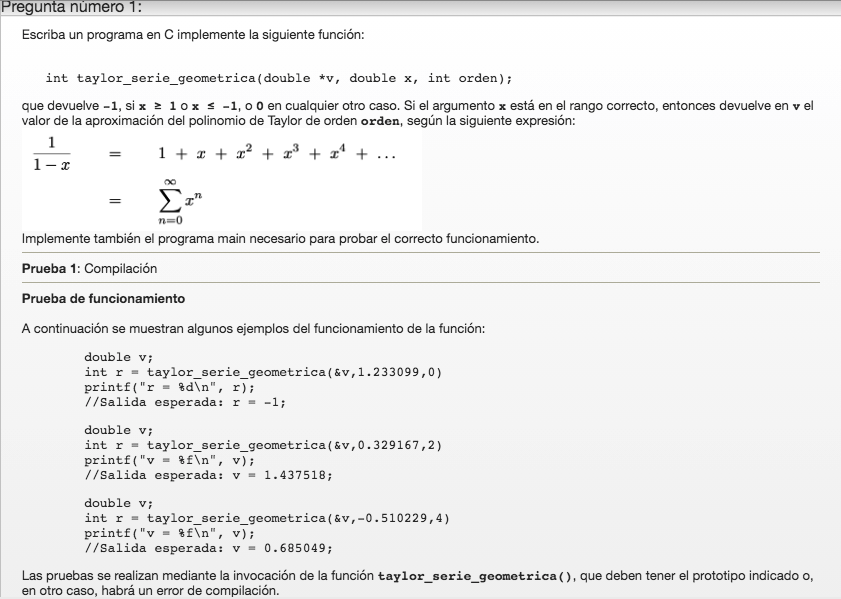 Pregunta número 1:
Escriba un programa en C implemente la siguiente función:
int taylor_serie_geometrica(double *v, double x, int orden);
que devuelve -1, si x ≥ 1 o x ≤ -1, o 0 en cualquier otro caso. Si el argumento x está en el rango correcto, entonces devuelve en v el
valor de la aproximación del polinomio de Taylor de orden orden, según la siguiente expresión:
1/(1 − x) = 1 + x + x² + x³ + x⁴ + ...
= ∑_{n=0}^{∞} xⁿ
Implemente también el programa main necesario para probar el correcto funcionamiento.
Prueba 1: Compilación
Prueba de funcionamiento
A continuación se muestran algunos ejemplos del funcionamiento de la función:
double v;
int r = taylor_serie_geometrica(&v,1.233099,0)
printf("r = %d\n", r);
//Salida esperada: r = -1;
double v;
int r = taylor_serie_geometrica(&v,0.329167,2)
printf("v = %f\n", v);
//Salida esperada: v = 1.437518;
double v;
int r = taylor_serie_geometrica(&v,-0.510229,4)
printf("v = %f\n", v);
//Salida esperada: v = 0.685049;
Las pruebas se realizan mediante la invocación de la función taylor_serie_geometrica(), que deben tener el prototipo indicado o,
en otro caso, habrá un error de compilación.